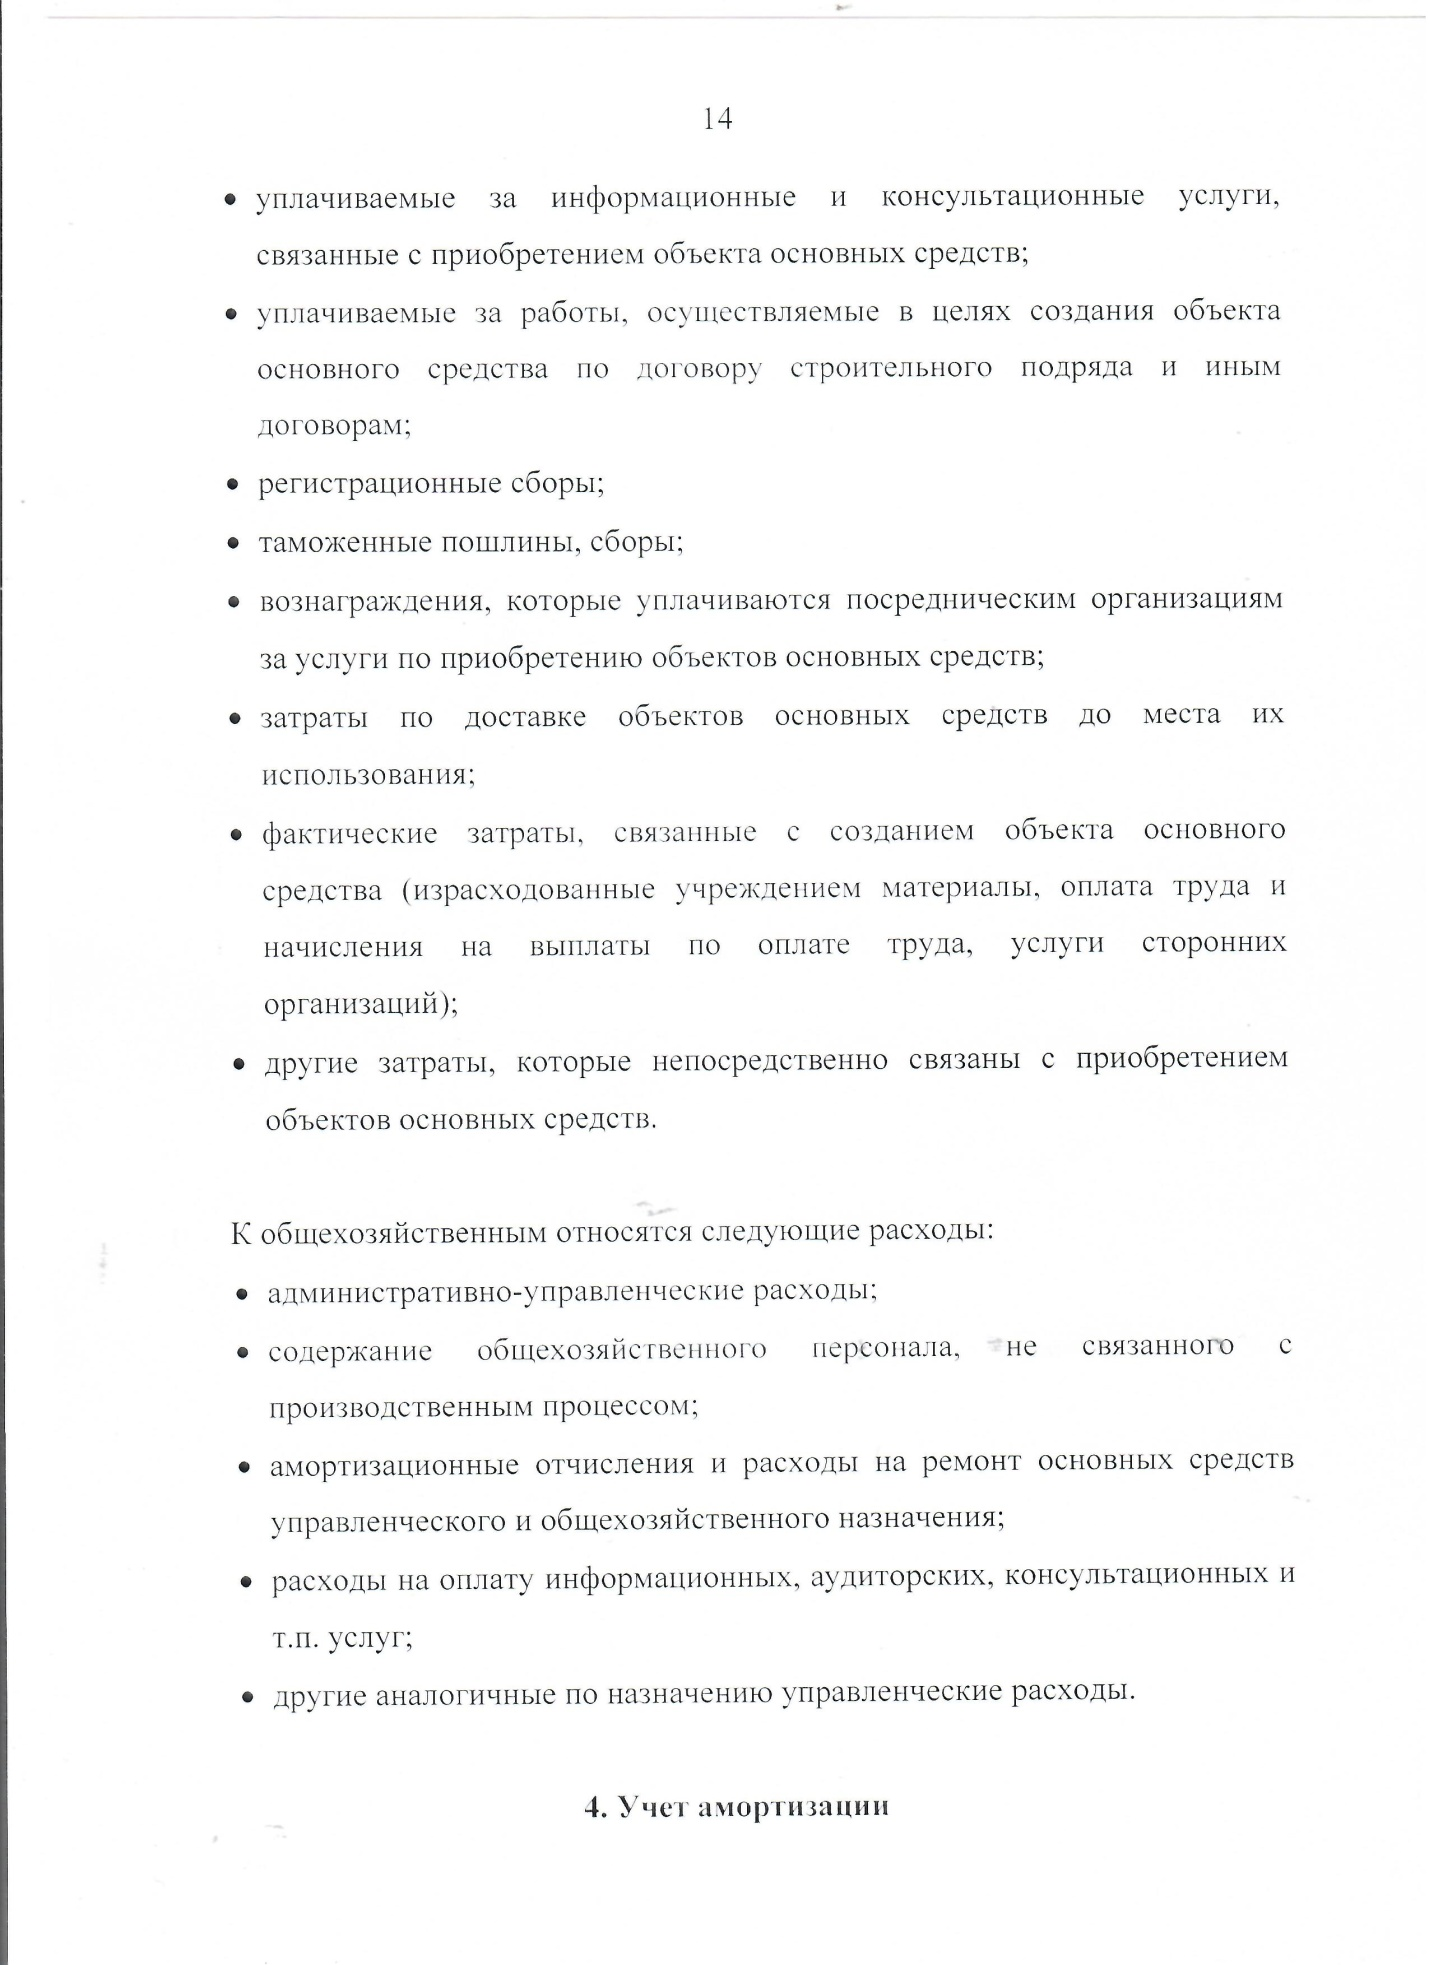 14
• уплачиваемые за информационные и консультационные услуги,
связанные с приобретением объекта основных средств;
• уплачиваемые за работы, осуществляемые в целях создания объекта
основного средства по договору строительного подряда и иным
договорам;
• регистрационные сборы;
• таможенные пошлины, сборы;
• вознаграждения, которые уплачиваются посредническим организациям
за услуги по приобретению объектов основных средств;
• затраты по доставке объектов основных средств до места их
использования;
• фактические затраты, связанные с созданием объекта основного
средства (израсходованные учреждением материалы, оплата труда и
начисления на выплаты по оплате труда, услуги сторонних
организаций);
• другие затраты, которые непосредственно связаны с приобретением
объектов основных средств.
К общехозяйственным относятся следующие расходы:
• административно-управленческие расходы;
• содержание общехозяйственного персонала, не связанного с
производственным процессом;
• амортизационные отчисления и расходы на ремонт основных средств
управленческого и общехозяйственного назначения;
• расходы на оплату информационных, аудиторских, консультационных и
т.п. услуг;
• другие аналогичные по назначению управленческие расходы.
4. Учет амортизации